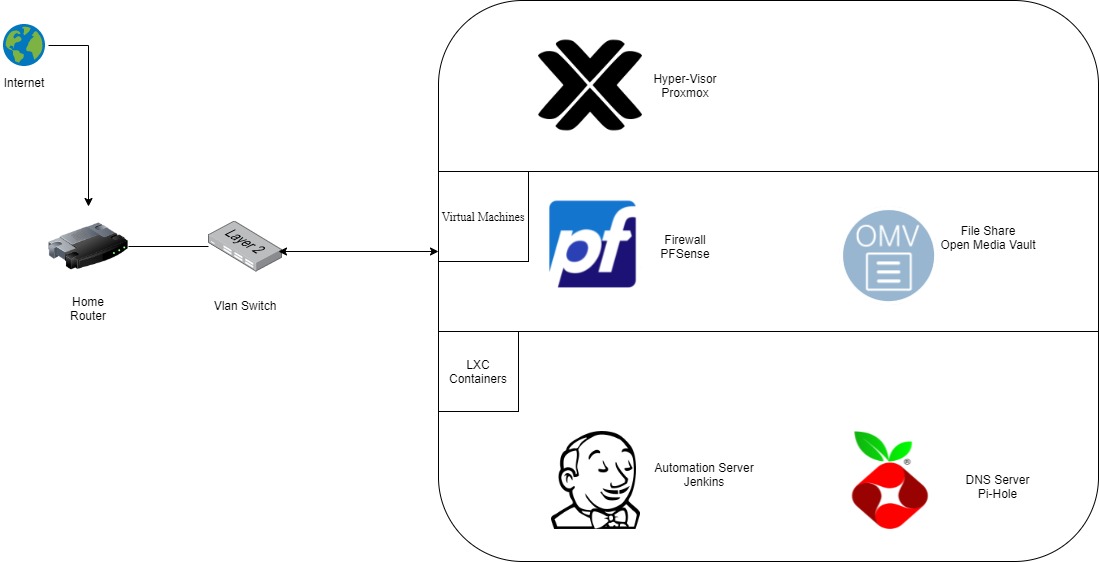 Internet
Home
Router
Layer 2
Vlan Switch
Hyper-Visor
Proxmox
Virtual Machines
pf
Firewall
PFSense
OMV
File Share
Open Media Vault
LXC
Containers
Automation Server
Jenkins
®
DNS Server
Pi-Hole